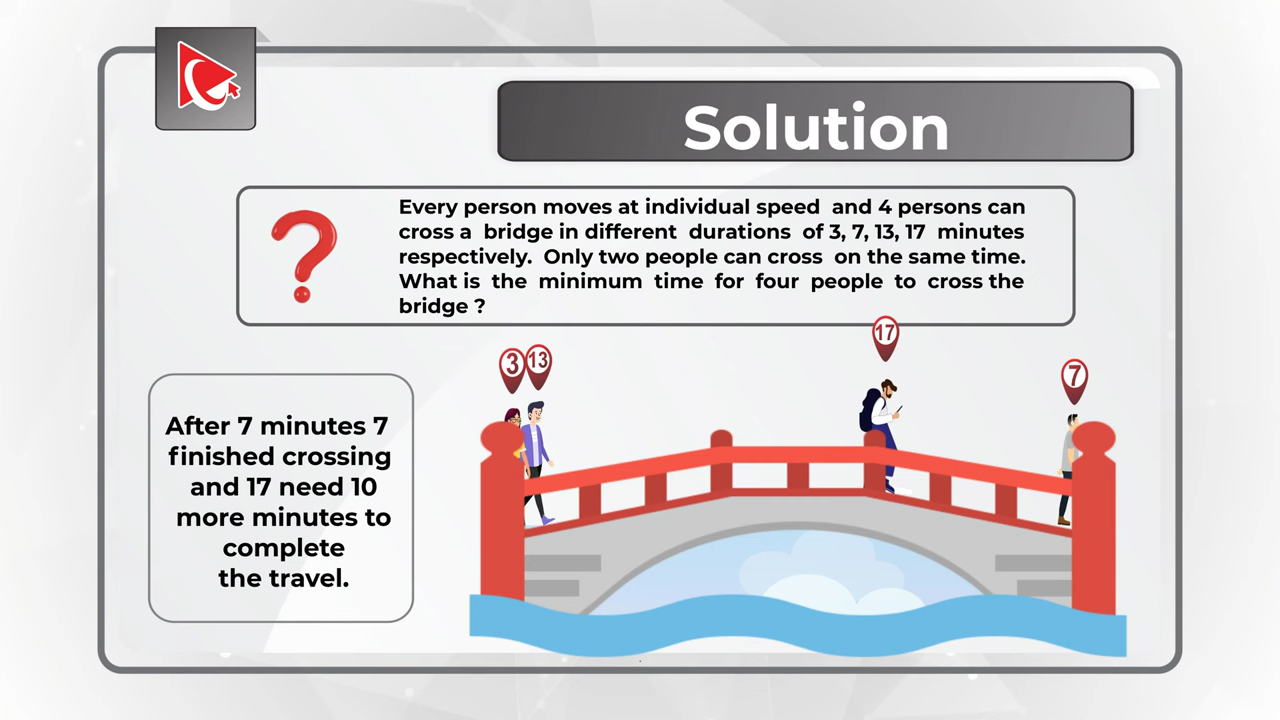 Solution
Every person moves at individual speed and 4 persons can
cross a bridge in different durations of 3, 7, 13, 17 minutes
respectively. Only two people can cross on the same time.
What is the minimum time for four people to cross the
bridge ?
17
3 13
7
After 7 minutes 7
finished crossing
and 17 need 10
more minutes to
complete
the travel.